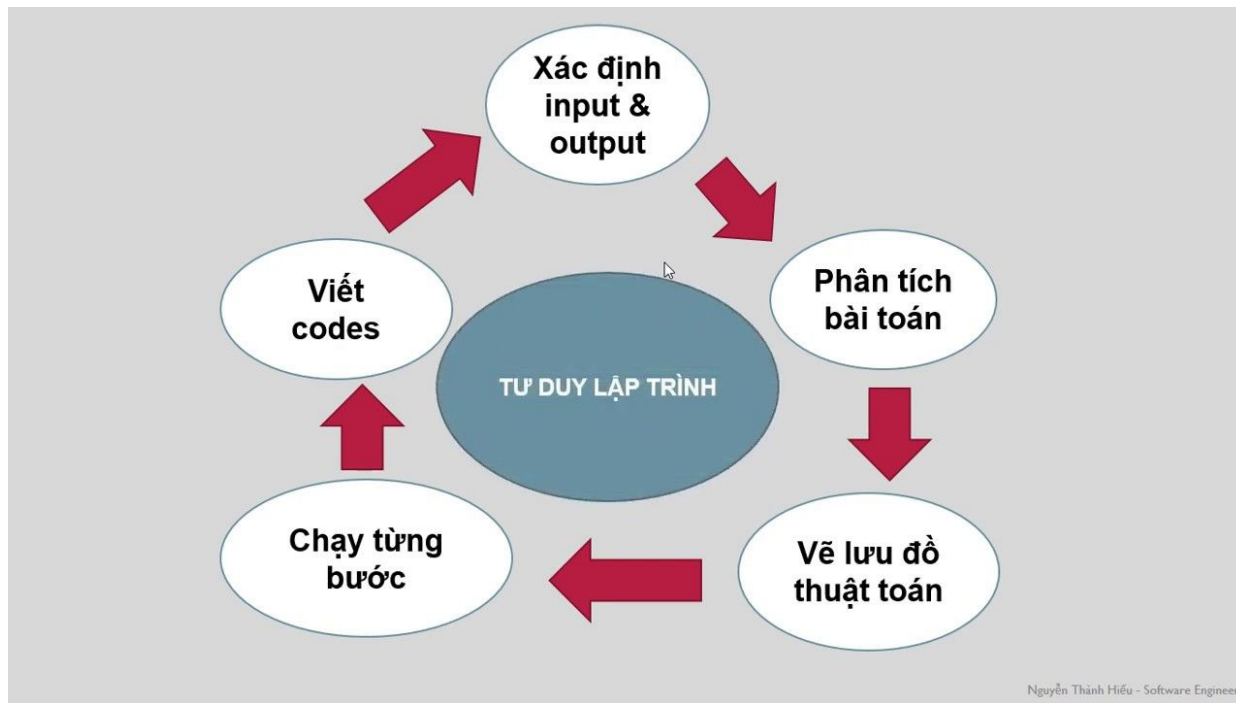 Xác định
input &
output
Phân tích
bài toán
Vẽ lưu đồ
thuật toán
Chạy từng
bước
Viết
codes
TƯ DUY LẬP TRÌNH
Nguyễn Thành Hiếu - Software Engineer